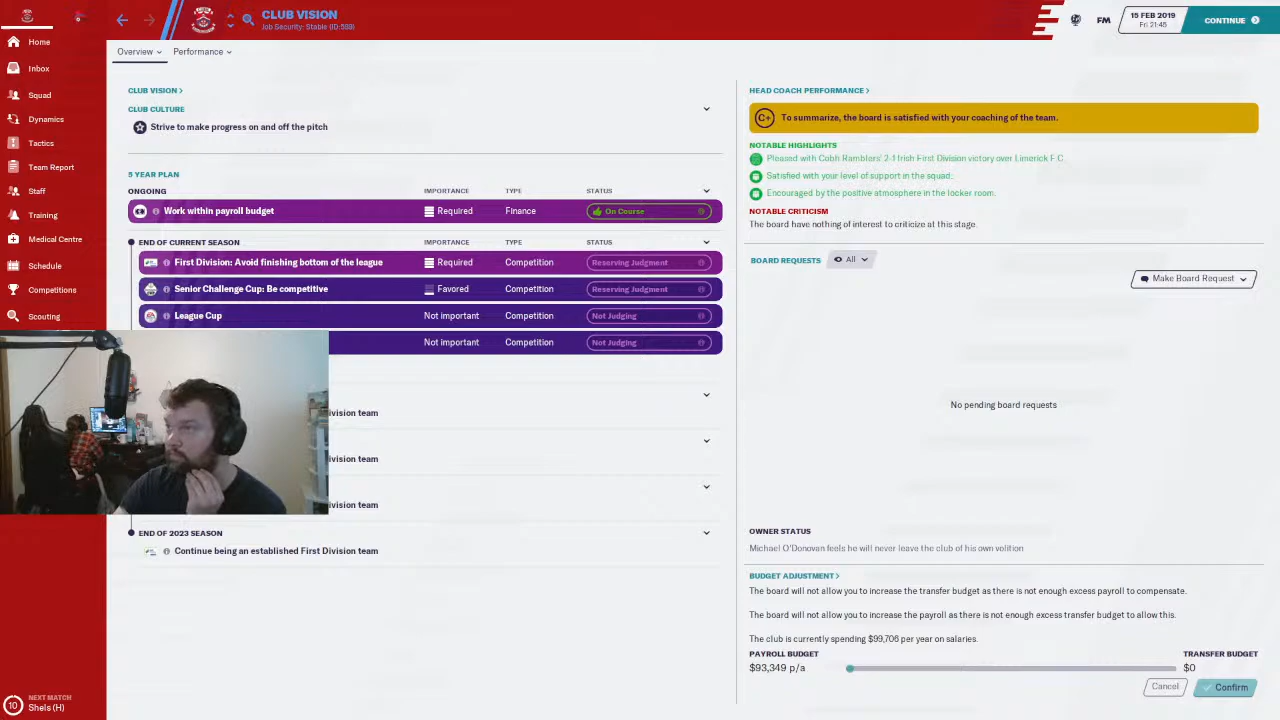 CLUB VISION
Job Security: Stable (ID:599)
FM
15 FEB 2019
Fri 21:45
CONTINUE
Home
Inbox
Squad
Dynamics
Tactics
Team Report
Staff
Training
Medical Centre
Schedule
Competitions
Scouting
NEXT MATCH
10
Shels (H)
Overview
Performance
CLUB VISION >
CLUB CULTURE
Strive to make progress on and off the pitch
5 YEAR PLAN
ONGOING IMPORTANCE TYPE STATUS
Work within payroll budget Required Finance On Course
END OF CURRENT SEASON IMPORTANCE TYPE STATUS
First Division: Avoid finishing bottom of the league Required Competition Reserving Judgment
Senior Challenge Cup: Be competitive Favored Competition Reserving Judgment
League Cup Not important Competition Not Judging
Not important Competition Not Judging
ivision team
ivision team
ivision team
END OF 2023 SEASON
Continue being an established First Division team
HEAD COACH PERFORMANCE >
C+ To summarize, the board is satisfied with your coaching of the team.
NOTABLE HIGHLIGHTS
Pleased with Cobh Ramblers' 2-1 Irish First Division victory over Limerick F.C.
Satisfied with your level of support in the squad.
Encouraged by the positive atmosphere in the locker room.
NOTABLE CRITICISM
The board have nothing of interest to criticize at this stage.
BOARD REQUESTS All
Make Board Request
No pending board requests
OWNER STATUS
Michael O'Donovan feels he will never leave the club of his own volition
BUDGET ADJUSTMENT >
The board will not allow you to increase the transfer budget as there is not enough excess payroll to compensate.
The board will not allow you to increase the payroll as there is not enough excess transfer budget to allow this.
The club is currently spending $99,706 per year on salaries.
PAYROLL BUDGET TRANSFER BUDGET
$93,349 p/a $0
Cancel Confirm